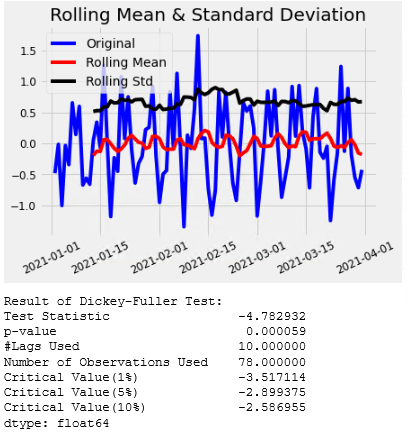 Rolling Mean & Standard Deviation
Original
Rolling Mean
Rolling Std
1.5
1.0
0.5
0.0
−0.5
−1.0
2021-01-01
2021-01-15
2021-02-01
2021-02-15
2021-03-01
2021-03-15
2021-04-01
Result of Dickey-Fuller Test:
Test Statistic -4.782932
p-value 0.000059
#Lags Used 10.000000
Number of Observations Used 78.000000
Critical Value(1%) -3.517114
Critical Value(5%) -2.899375
Critical Value(10%) -2.586955
dtype: float64